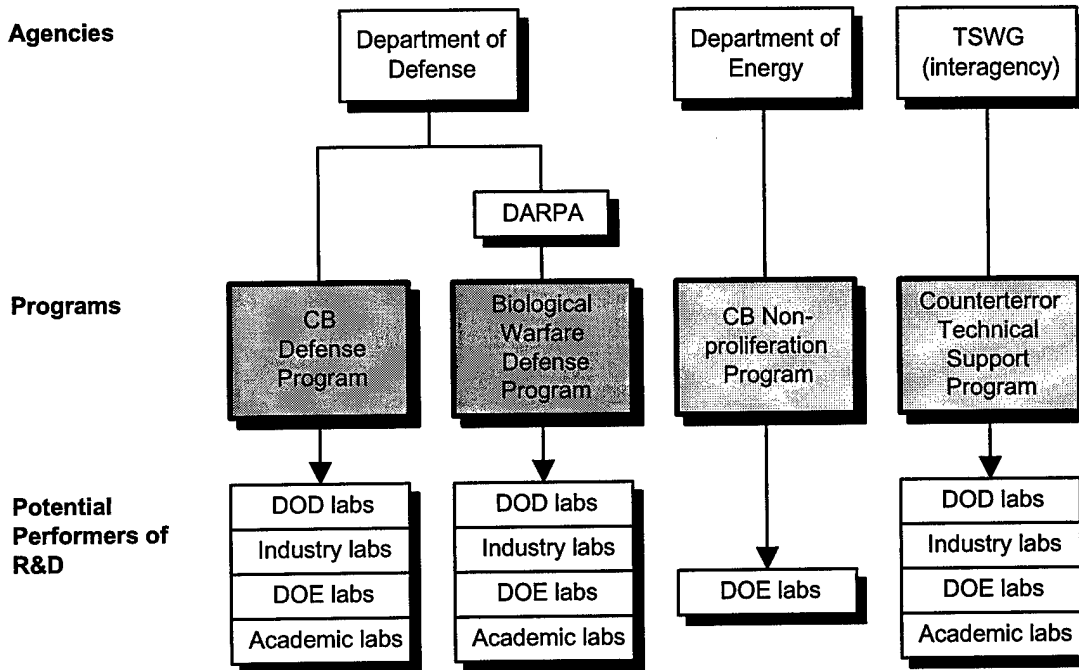 Agencies
Department of
Defense
Department of
Energy
TSWG
(interagency)
DARPA
Programs
CB
Defense
Program
Biological
Warfare
Defense
Program
CB Non-
proliferation
Program
Counterterror
Technical
Support
Program
Potential
Performers of
R&D
DOD labs
Industry labs
DOE labs
Academic labs
DOD labs
Industry labs
DOE labs
Academic labs
DOE labs
DOD labs
Industry labs
DOE labs
Academic labs